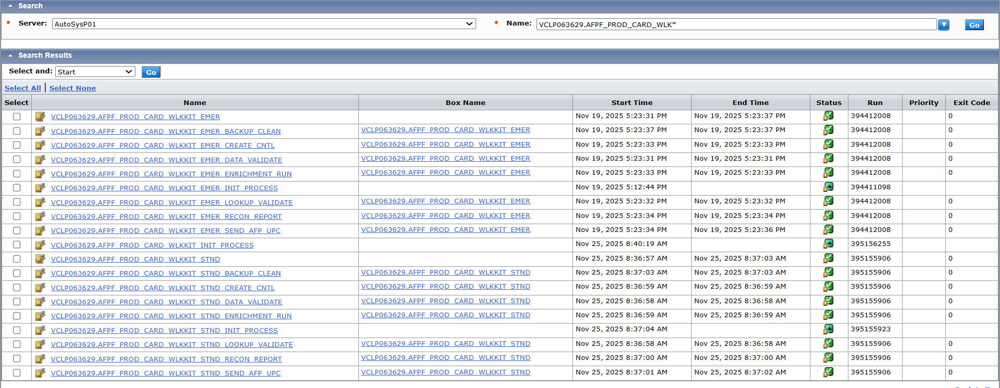 Search
Server: AutoSysP01 Name: VCLP063629.AFPF_PROD_CARD_WLK* Go
Search Results
Select and: Start Go
Select All Select None
Select Name Box Name Start Time End Time Status Run Priority Exit Code
VCLP063629.AFPF_PROD_CARD_WLKKIT_EMER Nov 19, 2025 5:23:31 PM Nov 19, 2025 5:23:37 PM 394412008 0
VCLP063629.AFPF_PROD_CARD_WLKKIT_EMER_BACKUP_CLEAN VCLP063629.AFPF_PROD_CARD_WLKKIT_EMER Nov 19, 2025 5:23:37 PM Nov 19, 2025 5:23:37 PM 394412008 0
VCLP063629.AFPF_PROD_CARD_WLKKIT_EMER_CREATE_CNTL VCLP063629.AFPF_PROD_CARD_WLKKIT_EMER Nov 19, 2025 5:23:33 PM Nov 19, 2025 5:23:33 PM 394412008 0
VCLP063629.AFPF_PROD_CARD_WLKKIT_EMER_DATA_VALIDATE VCLP063629.AFPF_PROD_CARD_WLKKIT_EMER Nov 19, 2025 5:23:31 PM Nov 19, 2025 5:23:31 PM 394412008 0
VCLP063629.AFPF_PROD_CARD_WLKKIT_EMER_ENRICHMENT_RUN VCLP063629.AFPF_PROD_CARD_WLKKIT_EMER Nov 19, 2025 5:23:33 PM Nov 19, 2025 5:23:33 PM 394412008 0
VCLP063629.AFPF_PROD_CARD_WLKKIT_EMER_INIT_PROCESS Nov 19, 2025 5:12:44 PM 394411098
VCLP063629.AFPF_PROD_CARD_WLKKIT_EMER_LOOKUP_VALIDATE VCLP063629.AFPF_PROD_CARD_WLKKIT_EMER Nov 19, 2025 5:23:32 PM Nov 19, 2025 5:23:32 PM 394412008 0
VCLP063629.AFPF_PROD_CARD_WLKKIT_EMER_RECON_REPORT VCLP063629.AFPF_PROD_CARD_WLKKIT_EMER Nov 19, 2025 5:23:34 PM Nov 19, 2025 5:23:34 PM 394412008 0
VCLP063629.AFPF_PROD_CARD_WLKKIT_EMER_SEND_AFP_UPC VCLP063629.AFPF_PROD_CARD_WLKKIT_EMER Nov 19, 2025 5:23:34 PM Nov 19, 2025 5:23:36 PM 394412008 0
VCLP063629.AFPF_PROD_CARD_WLKKIT_INIT_PROCESS Nov 25, 2025 8:40:19 AM 395156255
VCLP063629.AFPF_PROD_CARD_WLKKIT_STND Nov 25, 2025 8:36:57 AM Nov 25, 2025 8:37:03 AM 395155906 0
VCLP063629.AFPF_PROD_CARD_WLKKIT_STND_BACKUP_CLEAN VCLP063629.AFPF_PROD_CARD_WLKKIT_STND Nov 25, 2025 8:37:03 AM Nov 25, 2025 8:37:03 AM 395155906 0
VCLP063629.AFPF_PROD_CARD_WLKKIT_STND_CREATE_CNTL VCLP063629.AFPF_PROD_CARD_WLKKIT_STND Nov 25, 2025 8:36:59 AM Nov 25, 2025 8:36:59 AM 395155906 0
VCLP063629.AFPF_PROD_CARD_WLKKIT_STND_DATA_VALIDATE VCLP063629.AFPF_PROD_CARD_WLKKIT_STND Nov 25, 2025 8:36:58 AM Nov 25, 2025 8:36:58 AM 395155906 0
VCLP063629.AFPF_PROD_CARD_WLKKIT_STND_ENRICHMENT_RUN VCLP063629.AFPF_PROD_CARD_WLKKIT_STND Nov 25, 2025 8:36:59 AM Nov 25, 2025 8:36:59 AM 395155906 0
VCLP063629.AFPF_PROD_CARD_WLKKIT_STND_INIT_PROCESS Nov 25, 2025 8:37:04 AM 395155923
VCLP063629.AFPF_PROD_CARD_WLKKIT_STND_LOOKUP_VALIDATE VCLP063629.AFPF_PROD_CARD_WLKKIT_STND Nov 25, 2025 8:36:58 AM Nov 25, 2025 8:36:58 AM 395155906 0
VCLP063629.AFPF_PROD_CARD_WLKKIT_STND_RECON_REPORT VCLP063629.AFPF_PROD_CARD_WLKKIT_STND Nov 25, 2025 8:37:00 AM Nov 25, 2025 8:37:00 AM 395155906 0
VCLP063629.AFPF_PROD_CARD_WLKKIT_STND_SEND_AFP_UPC VCLP063629.AFPF_PROD_CARD_WLKKIT_STND Nov 25, 2025 8:37:01 AM Nov 25, 2025 8:37:02 AM 395155906 0